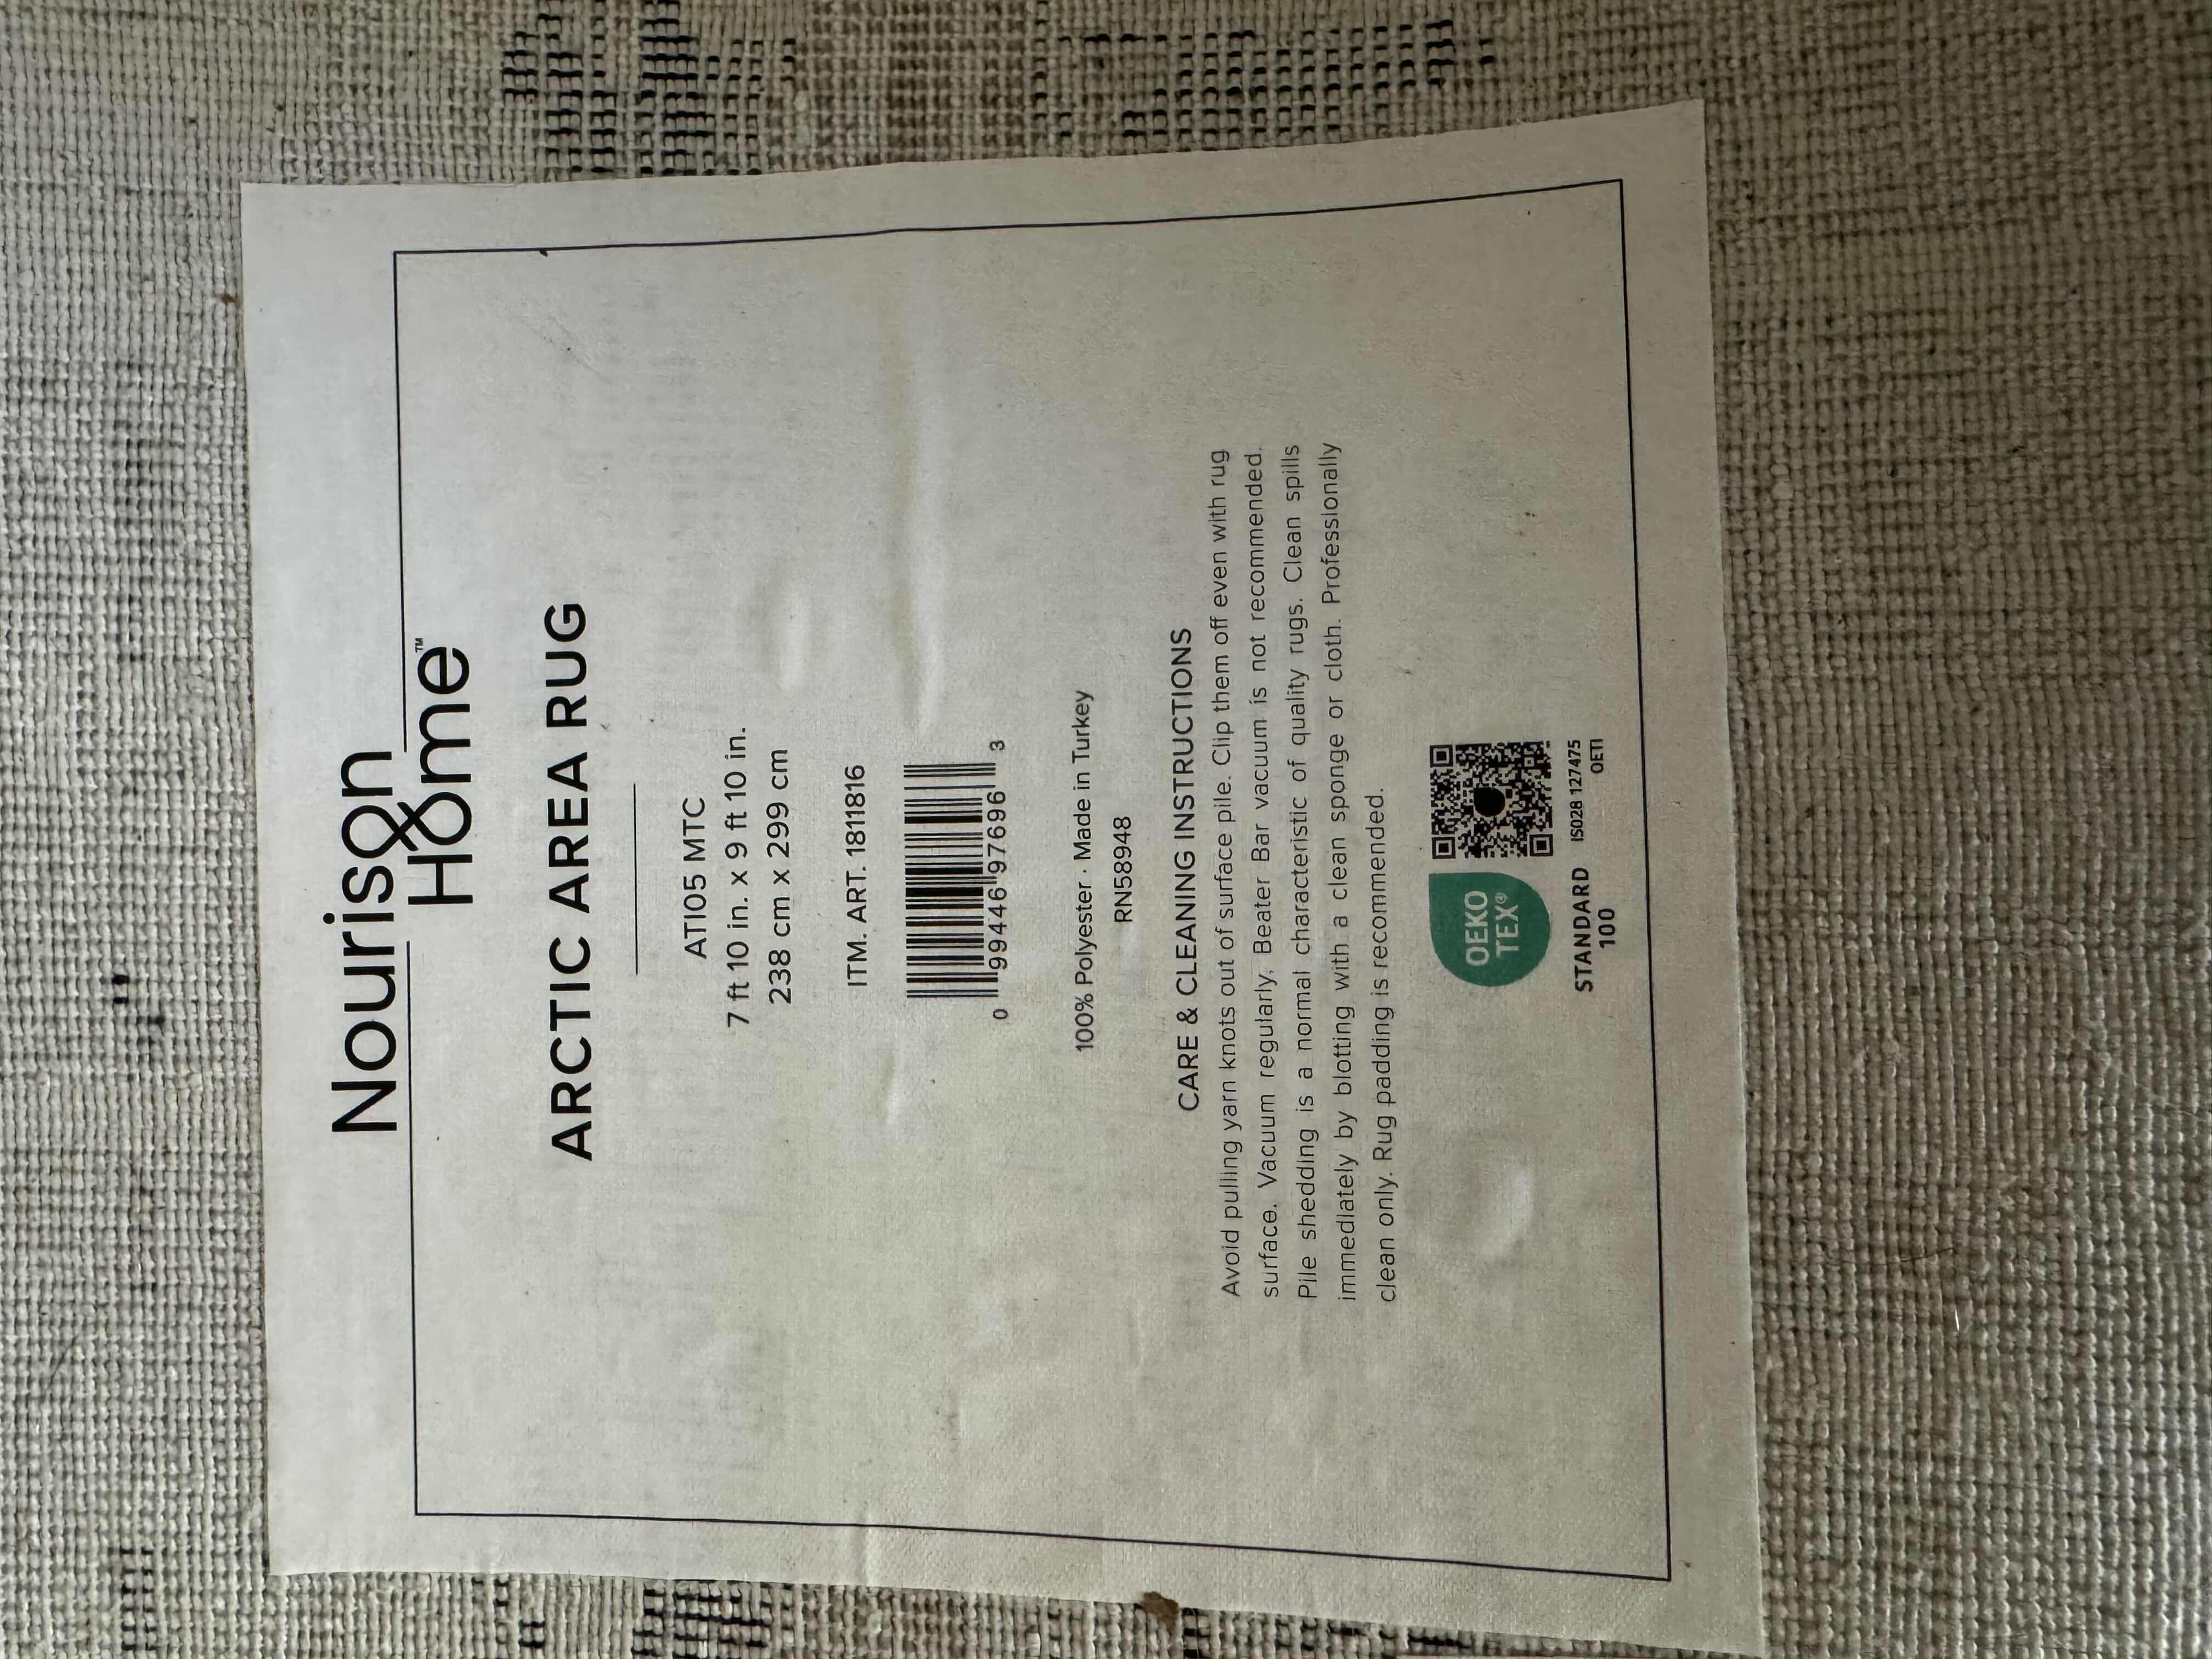 Nourison
Home™
ARCTIC AREA RUG
ATI05 MTC
7 ft 10 in. x 9 ft 10 in.
238 cm x 299 cm
ITM. ART. 1811816
0 99446 97696 3
100% Polyester · Made in Turkey
RN58948
CARE & CLEANING INSTRUCTIONS
Avoid pulling yarn knots out of surface pile. Clip them off even with rug
surface. Vacuum regularly. Beater Bar vacuum is not recommended.
Pile shedding is a normal characteristic of quality rugs. Clean spills
immediately by blotting with a clean sponge or cloth. Professionally
clean only. Rug padding is recommended.
OEKO
TEX®
STANDARD
100
IS028 127475
OETI